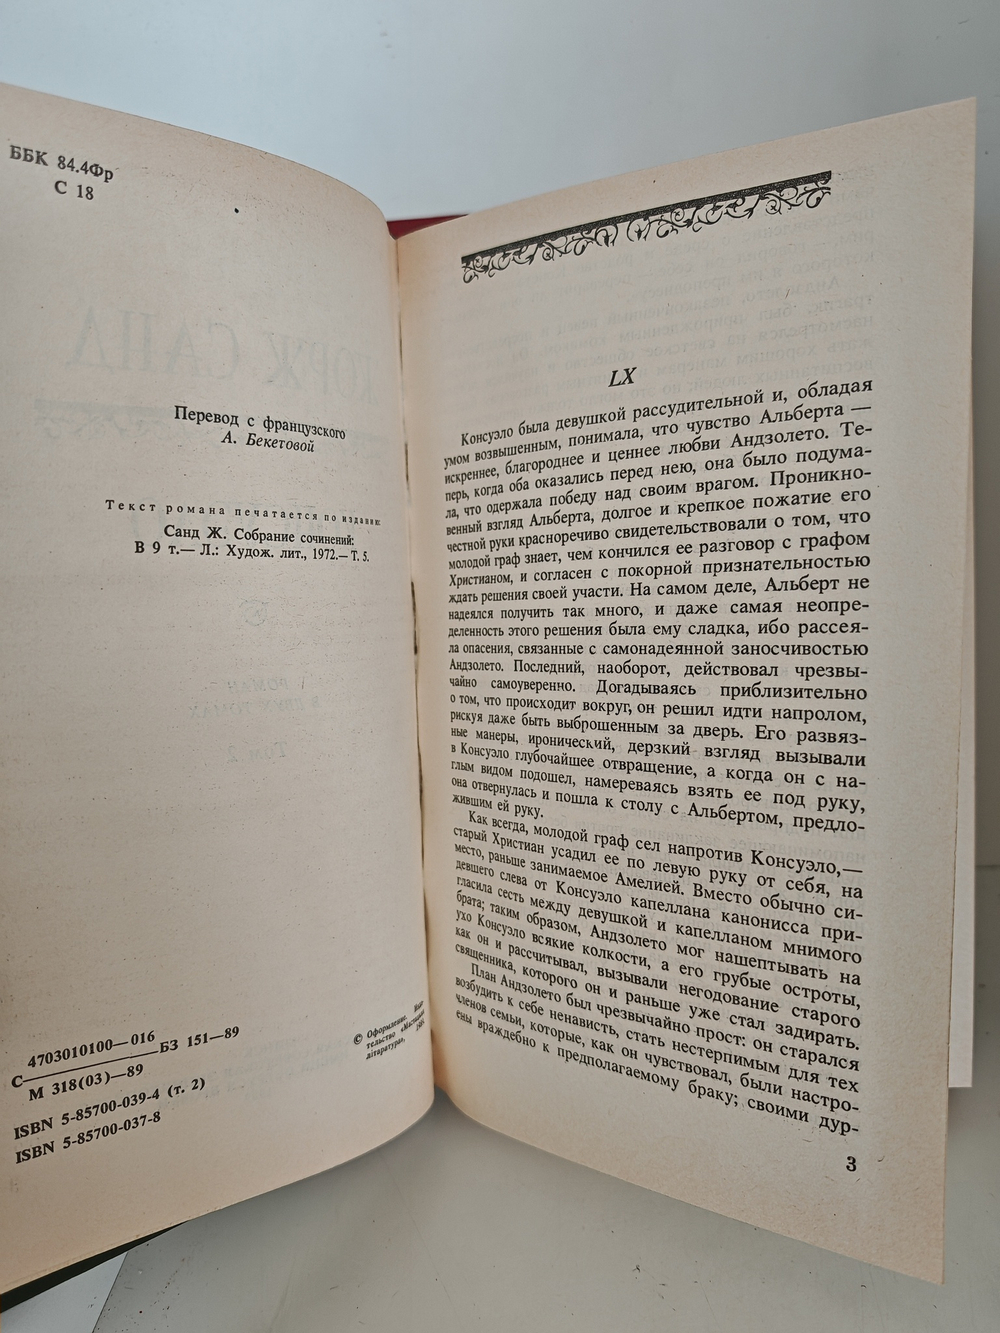 ББК 84.4Фр
С 18
Перевод с французского
А. Бекетовой
Текст романа печатается по изданию:
Санд Ж. Собрание сочинений:
В 9 т.— Л.: Худож. лит., 1972.— Т. 5.
С 4703010100—016 БЗ 151—89
М 318(03)—89
ISBN 5-85700-039-4 (т. 2)
ISBN 5-85700-037-8
© Оформление.
тельство
літаратура»,
LX
Консуэло была девушкой рассудительной и, обладая
умом возвышенным, понимала, что чувство Альберта —
искреннее, благороднее и ценнее любви Андзолето. Те-
перь, когда оба оказались перед нею, она было подума-
ла, что одержала победу над своим врагом. Проникно-
венный взгляд Альберта, долгое и крепкое пожатие его
честной руки красноречиво свидетельствовали о том, что
молодой граф знает, чем кончился ее разговор с графом
Христианом, и согласен с покорной признательностью
ждать решения своей участи. На самом деле, Альберт не
надеялся получить так много, и даже самая неопре-
деленность этого решения была ему сладка, ибо рассея-
ла опасения, связанные с самонадеянной заносчивостью
Андзолето. Последний, наоборот, действовал чрезвы-
чайно самоуверенно. Догадываясь приблизительно
о том, что происходит вокруг, он решил идти напролом,
рискуя даже быть выброшенным за дверь. Его развяз-
ные манеры, иронический, дерзкий взгляд вызывали
в Консуэло глубочайшее отвращение, а когда он с на-
глым видом подошел, намереваясь взять ее под руку,
она отвернулась и пошла к столу с Альбертом, предло-
жившим ей руку.
Как всегда, молодой граф сел напротив Консуэло,—
старый Христиан усадил ее по левую руку от себя, на
место, раньше занимаемое Амелией. Вместо обычно си-
девшего слева от Консуэло капеллана канонисса при-
гласила сесть между девушкой и капелланом мнимого
брата; таким образом, Андзолето мог нашептывать на
ухо Консуэло всякие колкости, а его грубые остроты,
как он и рассчитывал, вызывали негодование старого
священника, которого он и раньше уже стал задирать.
План Андзолето был чрезвычайно прост: он старался
возбудить к себе ненависть, стать нестерпимым для тех
членов семьи, которые, как он чувствовал, были настро-
ены враждебно к предполагаемому браку; своими дур-
3